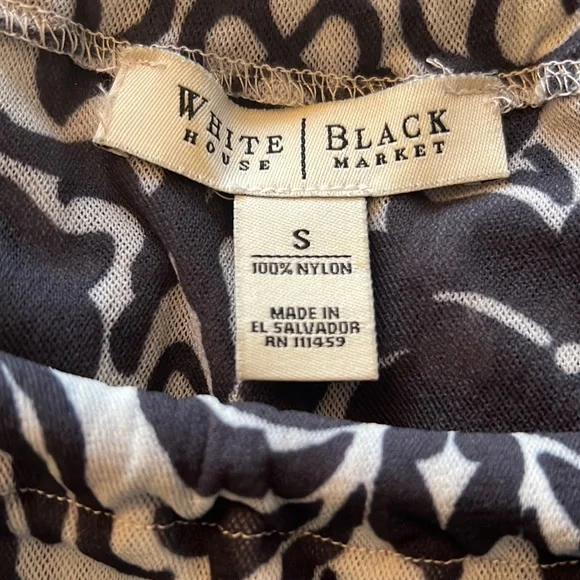 WHITE | BLACK
HOUSE | MARKET
S
100% NYLON
MADE IN
EL SALVADOR
RN 111459